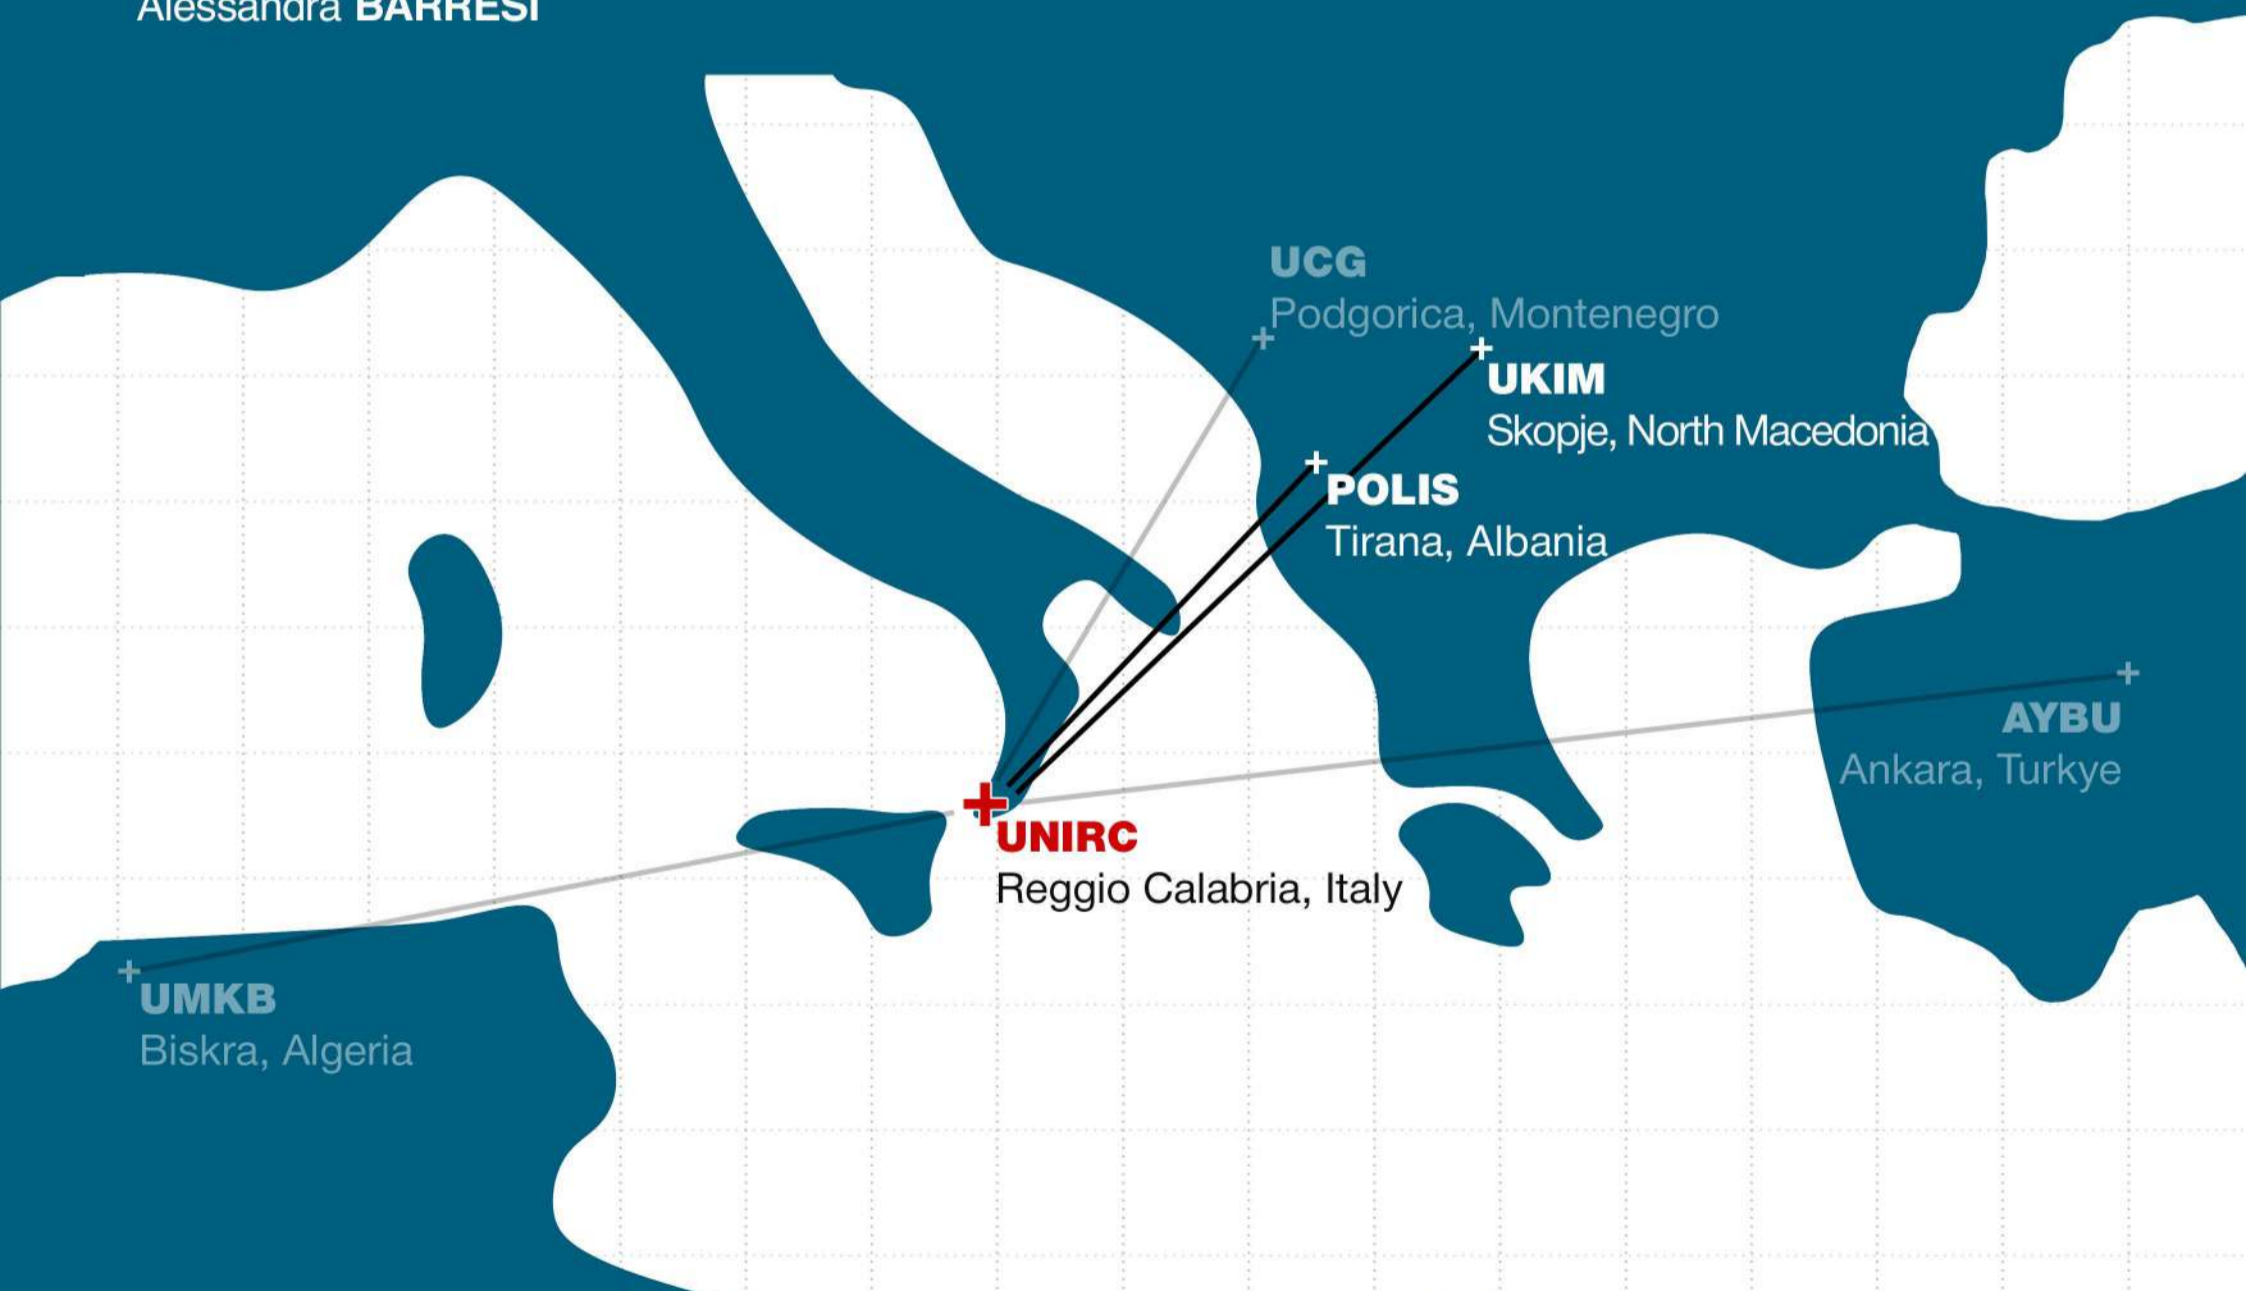 Alessandra BARRESI
UCG
Podgorica, Montenegro
UKIM
Skopje, North Macedonia
POLIS
Tirana, Albania
AYBU
Ankara, Turkye
UNIRC
Reggio Calabria, Italy
UMKB
Biskra, Algeria